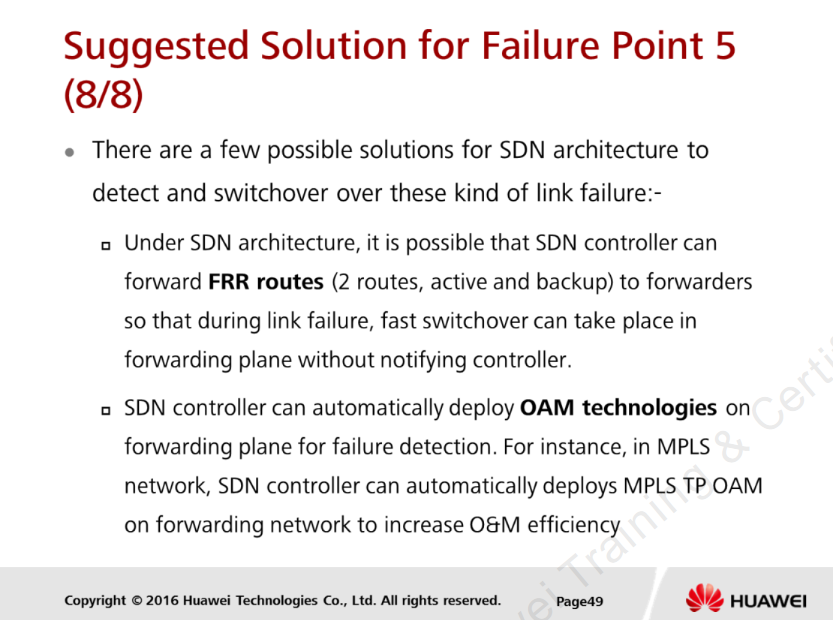 Suggested Solution for Failure Point 5
(8/8)
There are a few possible solutions for SDN architecture to
detect and switchover over these kind of link failure:-
Under SDN architecture, it is possible that SDN controller can
forward FRR routes (2 routes, active and backup) to forwarders
so that during link failure, fast switchover can take place in
forwarding plane without notifying controller.
SDN controller can automatically deploy OAM technologies on
forwarding plane for failure detection. For instance, in MPLS
network, SDN controller can automatically deploys MPLS TP OAM
on forwarding network to increase O&M efficiency
Copyright © 2016 Huawei Technologies Co., Ltd. All rights reserved.
Page49
HUAWEI
Training &